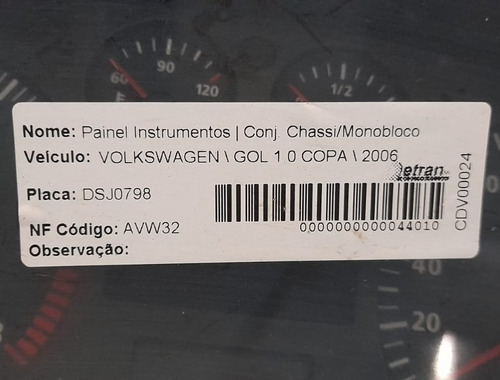 60
90
120
1/2
Nome: Painel Instrumentos | Conj. Chassi/Monobloco
Veículo: VOLKSWAGEN \ GOL 1 0 COPA \ 2006
Placa: DSJ0798
etran
NF Código: AVW32
0000000000044010
Observação:
CDV00024
40
20